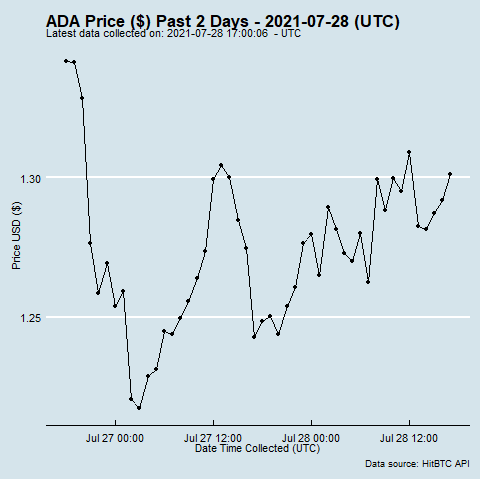 ADA Price ($) Past 2 Days - 2021-07-28 (UTC)
Latest data collected on: 2021-07-28 17:00:06 - UTC
1.30
Price USD ($)
1.25
Jul 27 00:00 Jul 27 12:00 Jul 28 00:00 Jul 28 12:00
Date Time Collected (UTC)
Data source: HitBTC API